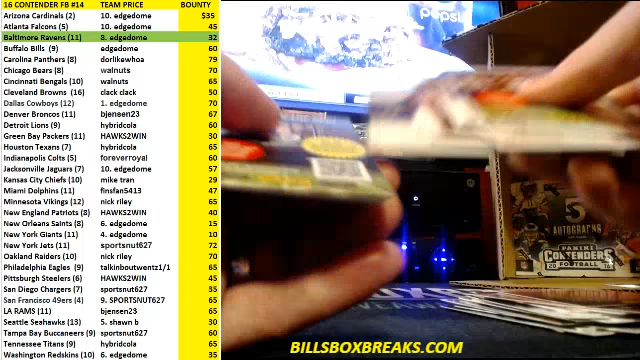 16 CONTENDER FB #14 TEAM PRICE BOUNTY
Arizona Cardinals (2) 10. edgedome $35
Atlanta Falcons (5) 10. edgedome 45
Baltimore Ravens (11) 8. edgedome 32
Buffalo Bills (9) edgedome 60
Carolina Panthers (8) dorlikewhoa 79
Chicago Bears (8) walnuts 70
Cincinnati Bengals (10) walnuts 65
Cleveland Browns (16) clack clack 50
Dallas Cowboys (12) 1. edgedome 70
Denver Broncos (11) bjensen23 67
Detroit Lions (9) hybridcola 60
Green Bay Packers (11) HAWKS2WIN 30
Houston Texans (7) hybridcola 65
Indianapolis Colts (5) foreverroyal 60
Jacksonville Jaguars (7) 10. edgedome 57
Kansas City Chiefs (10) mike tran 29
Miami Dolphins (11) finsfan5413 47
Minnesota Vikings (12) nick riley 65
New England Patriots (8) HAWKS2WIN 40
New Orleans Saints (8) 6. edgedome 15
New York Giants (11) 4. edgedome 10
New York Jets (11) sportsnut627 72
Oakland Raiders (10) nick riley 70
Philadelphia Eagles (9) talkinboutwentz1/1 65
Pittsburgh Steelers (6) HAWKS2WIN 45
San Diego Chargers (7) sportsnut627 35
San Francisco 49ers (4) 9. SPORTSNUT627 65
LA RAMS (11) bjensen23 65
Seattle Seahawks (13) 5. shawn b 30
Tampa Bay Buccaneers (9) sportsnut627 60
Tennessee Titans (9) hybridcola 65
Washington Redskins (10) 6. edgedome 35
pepsi
5
AUTOGRAPHS
PANINI
CONTENDERS
FOOTBALL
BILLSBOXBREAKS.COM